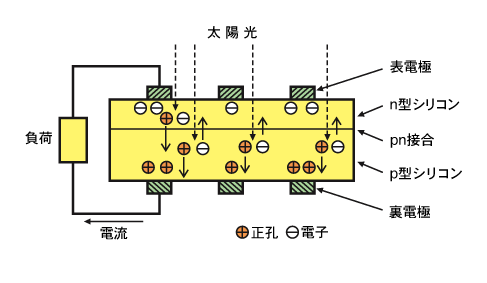 太陽光
表電極
n型シリコン
負荷
pn接合
p型シリコン
裏電極
電流
正孔 電子